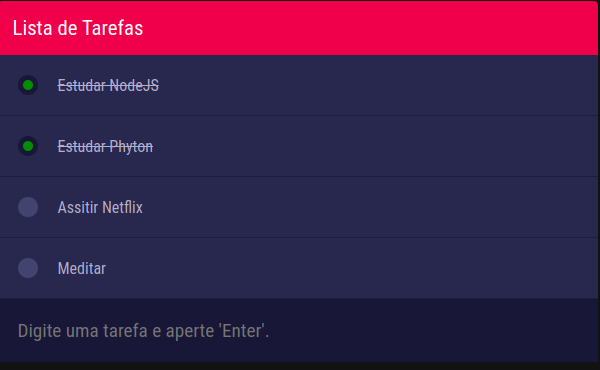 Lista de Tarefas
Estudar NodeJS
Estudar Phyton
Assitir Netflix
Meditar
Digite uma tarefa e aperte 'Enter'.